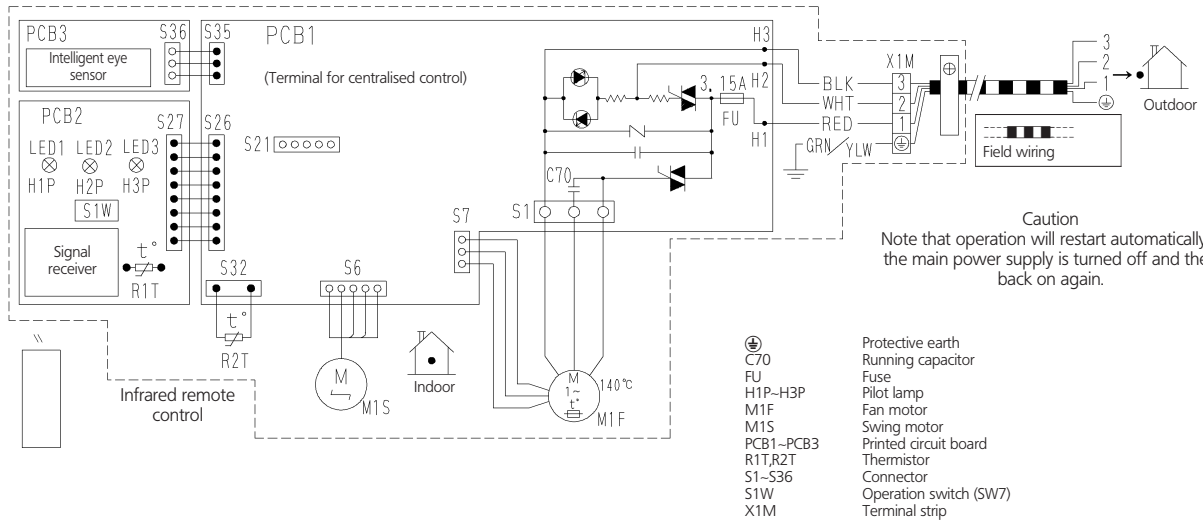 PCB3
S36
S35
PCB1
Intelligent eye
sensor
(Terminal for centralised control)
H3
X1M
3
2
1
Outdoor
BLK
3
H2
3. 15A
WHT
2
FU
RED
1
H1
GRN/YLW
Field wiring
PCB2
S27
S26
S21
LED1 LED2 LED3
H1P H2P H3P
S1W
C70
S1
S7
Signal
receiver
t°
R1T
S32
S6
t°
R2T
M
M1S
Indoor
M
1~
t°
140°C
M1F
Infrared remote
control
Caution
Note that operation will restart automatically
the main power supply is turned off and the
back on again.
Protective earth
C70 Running capacitor
FU Fuse
H1P~H3P Pilot lamp
M1F Fan motor
M1S Swing motor
PCB1~PCB3 Printed circuit board
R1T,R2T Thermistor
S1~S36 Connector
S1W Operation switch (SW7)
X1M Terminal strip